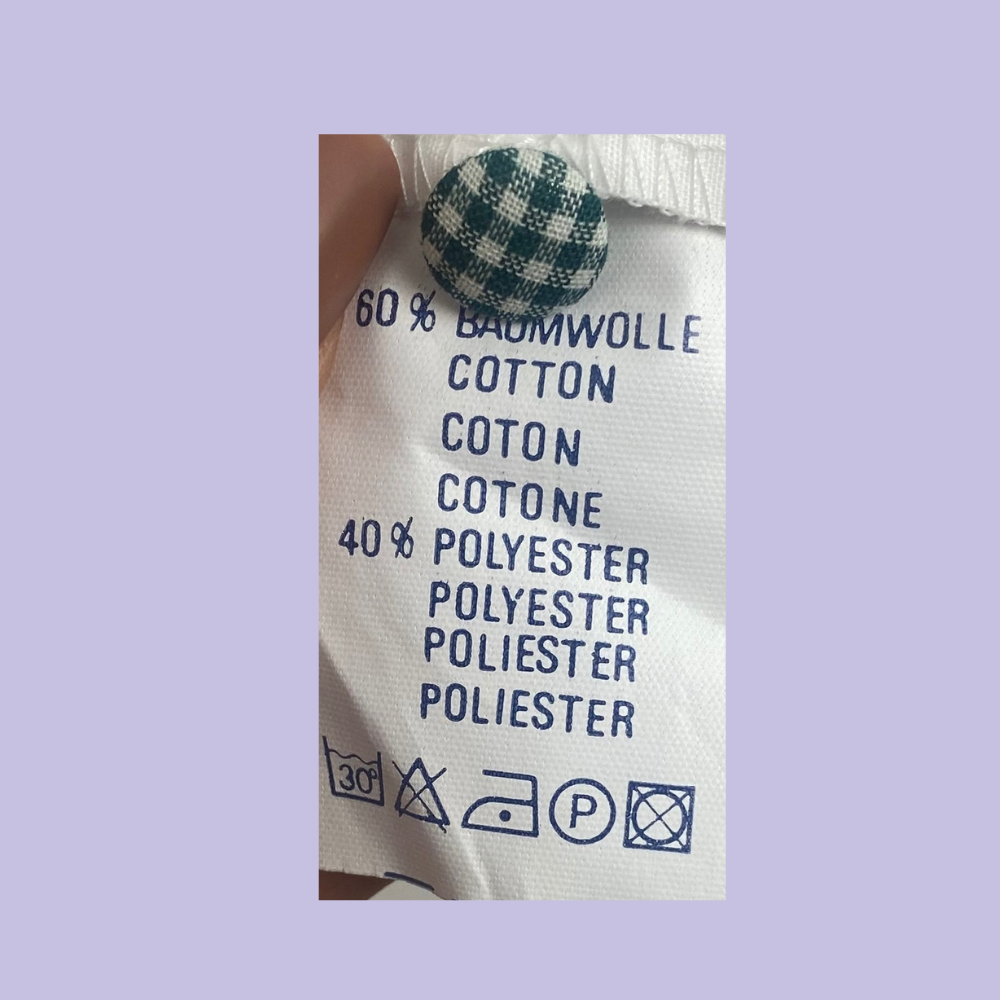 60 % BAUMWOLLE
COTTON
COTON
COTONE
40 % POLYESTER
POLYESTER
POLIESTER
POLIESTER
30°
P